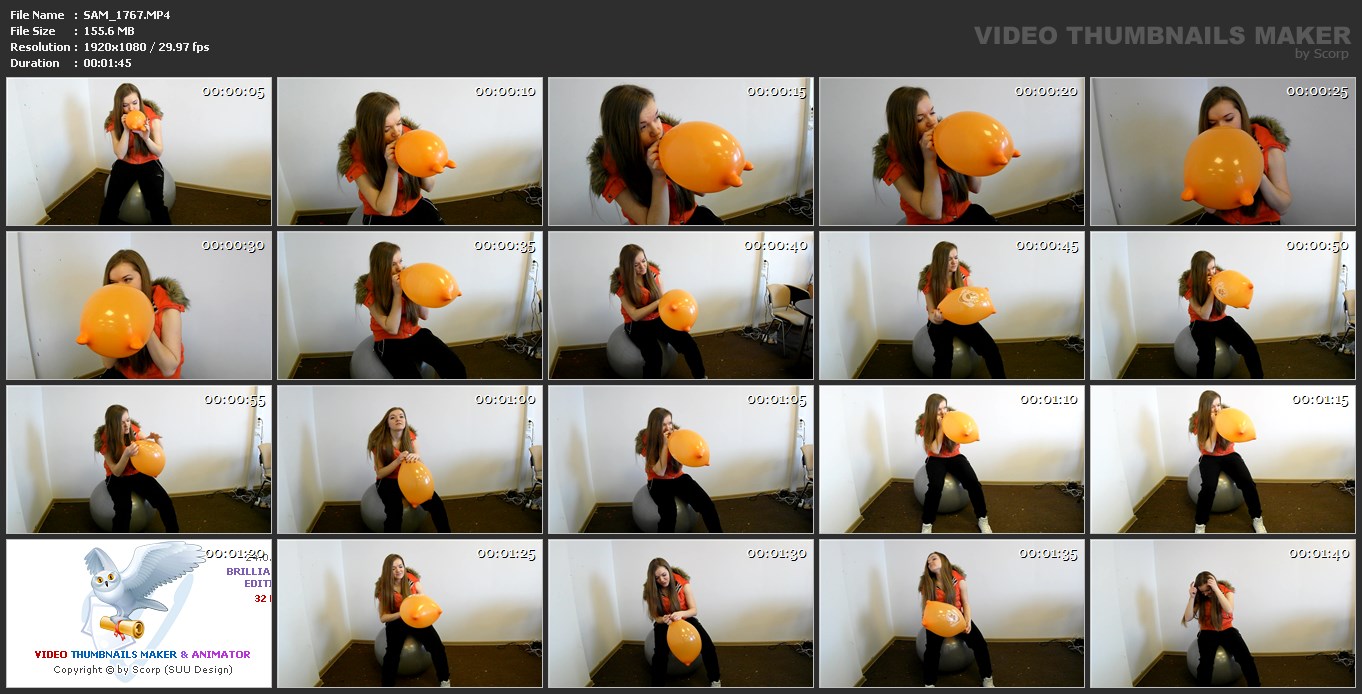 File Name : SAM_1767.MP4
File Size : 155.6 MB
Resolution : 1920x1080 / 29.97 fps
Duration : 00:01:45
VIDEO THUMBNAILS MAKER
by Scorp
00:00:05
00:00:10
00:00:15
00:00:20
00:00:25
00:00:30
00:00:35
00:00:40
00:00:45
00:00:50
00:00:55
00:01:00
00:01:05
00:01:10
00:01:15
00:01:20
BRILLIA
EDIT
32
VIDEO THUMBNAILS MAKER & ANIMATOR
Copyright © by Scorp (SUU Design)
00:01:25
00:01:30
00:01:35
00:01:40